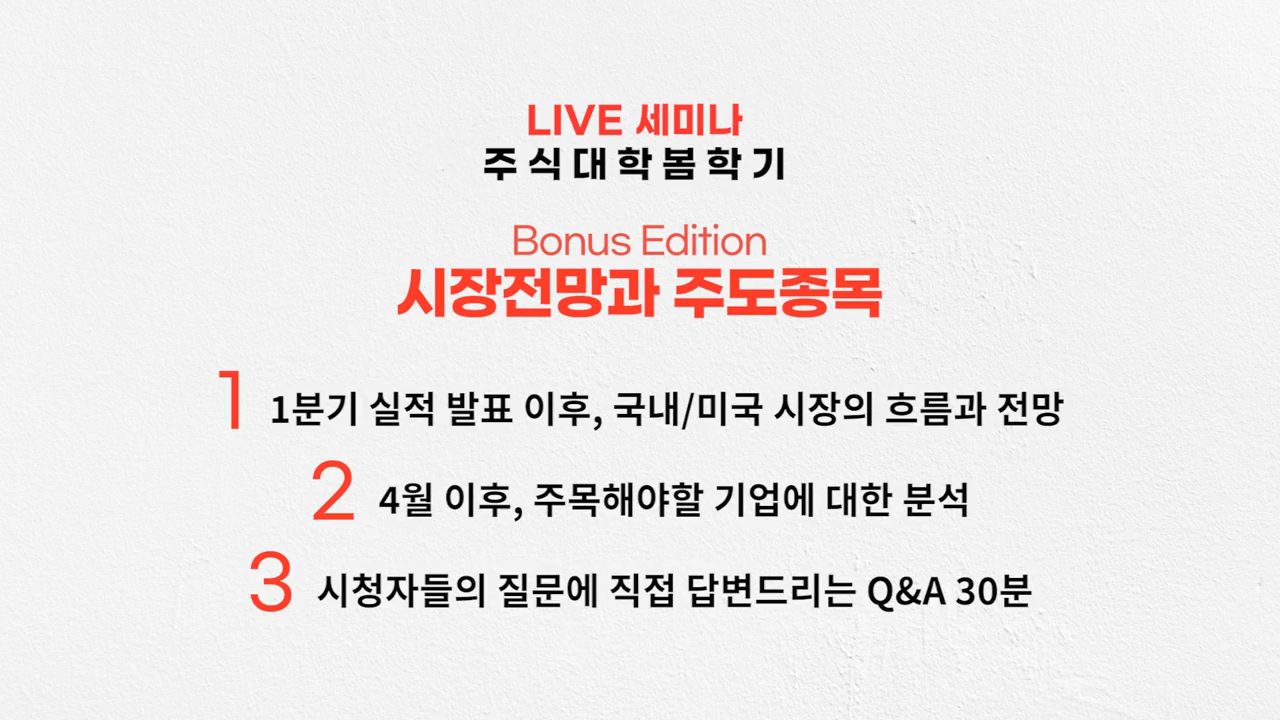 LIVE 세미나
주식대학봄학기
Bonus Edition
시장전망과 주도종목
1 1분기 실적 발표 이후, 국내/미국 시장의 흐름과 전망
2 4월 이후, 주목해야할 기업에 대한 분석
3 시청자들의 질문에 직접 답변드리는 Q&A 30분